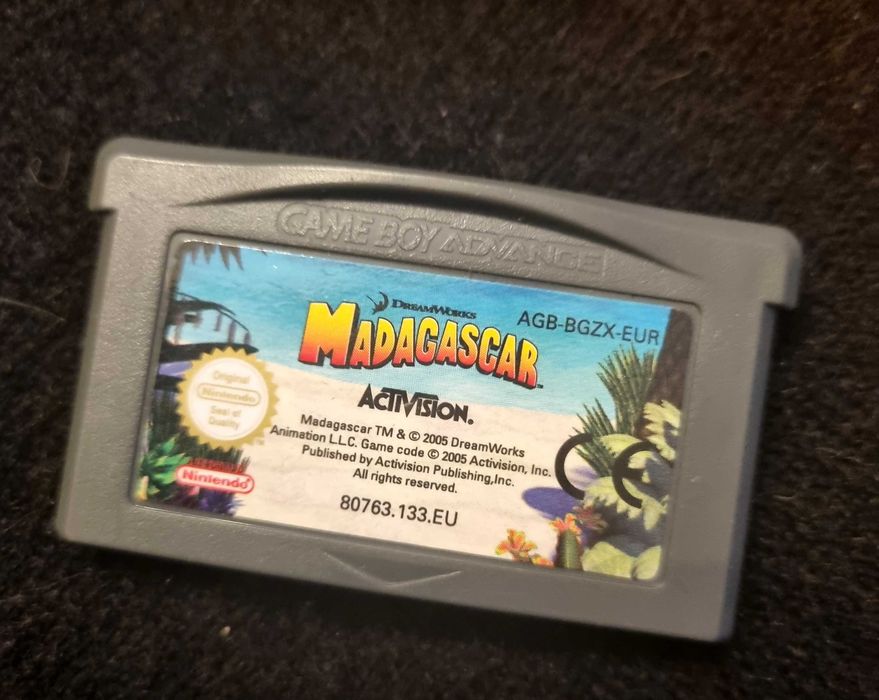 GAME BOY ADVANCE
DREAMWORKS
MADAGASCAR™
AGB-BGZX-EUR
ACTIVISION.
Original
Nintendo
Seal of
Quality
Madagascar TM & © 2005 DreamWorks
Animation L.L.C. Game code © 2005 Activision, Inc.
Published by Activision Publishing,Inc.
All rights reserved.
Nintendo
80763.133.EU
CE